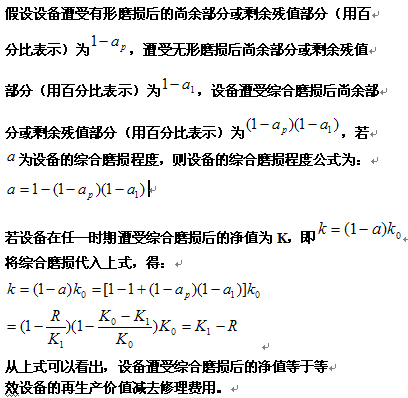 假设设备遭受有形磨损后的尚余部分或剩余残值部分（用百
分比表示）为 $1-a_p$，遭受无形磨损后尚余部分或剩余残值
部分（用百分比表示）为 $1-a_1$，设备遭受综合磨损后尚余部
分或剩余残值部分（用百分比表示）为 $(1-a_p)(1-a_1)$，若
$a$ 为设备的综合磨损程度，则设备的综合磨损程度公式为：
$a=1-(1-a_p)(1-a_1)$
若设备在任一时期遭受综合磨损后的净值为 K，即 $k=(1-a)k_0$
将综合磨损代入上式，得：
$k=(1-a)k_0=[1-1+(1-a_p)(1-a_1)]k_0$
$=(1-\frac{R}{K_1})(1-\frac{K_0-K_1}{K_0})K_0=K_1-R$
从上式可以看出，设备遭受综合磨损后的净值等于等
效设备的再生产价值减去修理费用。